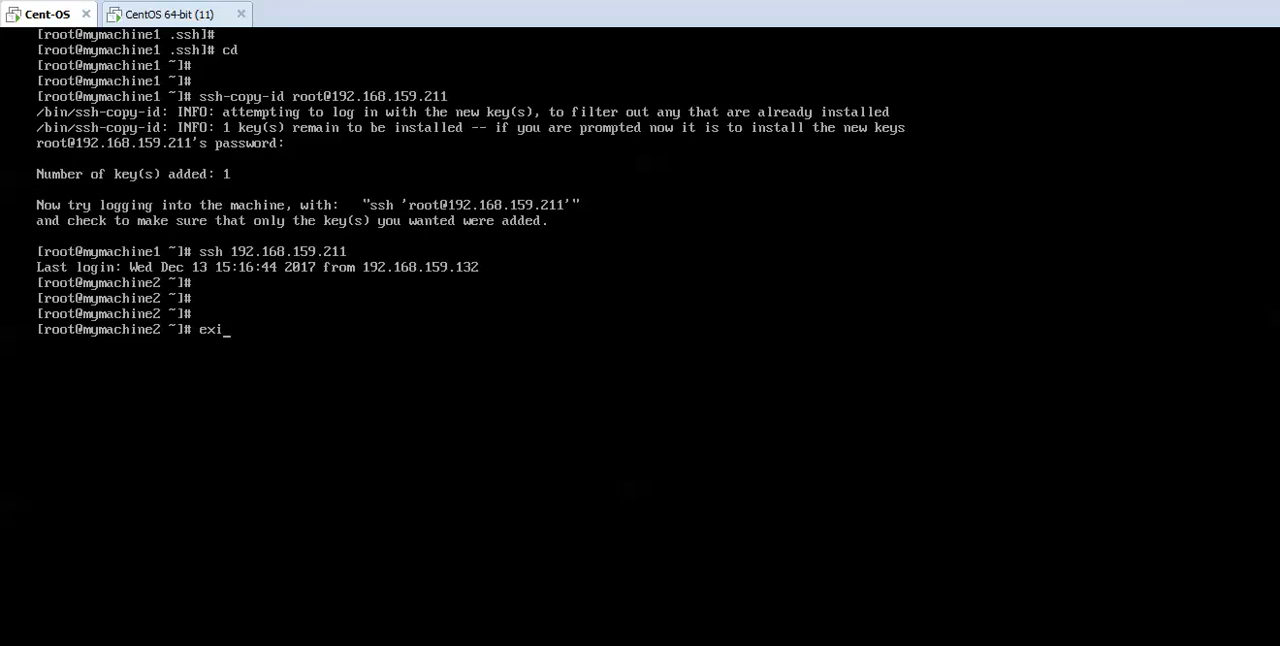 Cent-OS
CentOS 64-bit (11)
[root@mymachine1 .ssh]#
[root@mymachine1 .ssh]# cd
[root@mymachine1 ~]#
[root@mymachine1 ~]#
[root@mymachine1 ~]# ssh-copy-id root@192.168.159.211
/bin/ssh-copy-id: INFO: attempting to log in with the new key(s), to filter out any that are already installed
/bin/ssh-copy-id: INFO: 1 key(s) remain to be installed -- if you are prompted now it is to install the new keys
root@192.168.159.211's password:
Number of key(s) added: 1
Now try logging into the machine, with:   "ssh 'root@192.168.159.211'"
and check to make sure that only the key(s) you wanted were added.
[root@mymachine1 ~]# ssh 192.168.159.211
Last login: Wed Dec 13 15:16:44 2017 from 192.168.159.132
[root@mymachine2 ~]#
[root@mymachine2 ~]#
[root@mymachine2 ~]#
[root@mymachine2 ~]# exi_